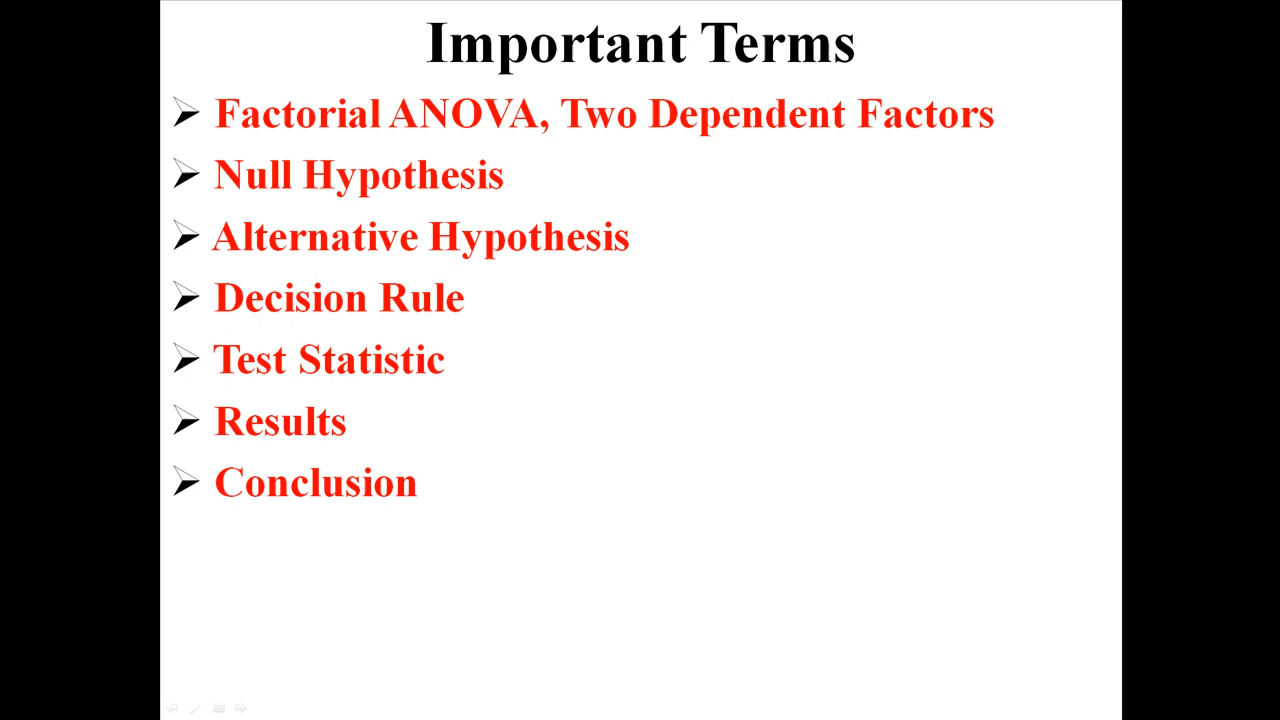 Important Terms
Factorial ANOVA, Two Dependent Factors
Null Hypothesis
Alternative Hypothesis
Decision Rule
Test Statistic
Results
Conclusion